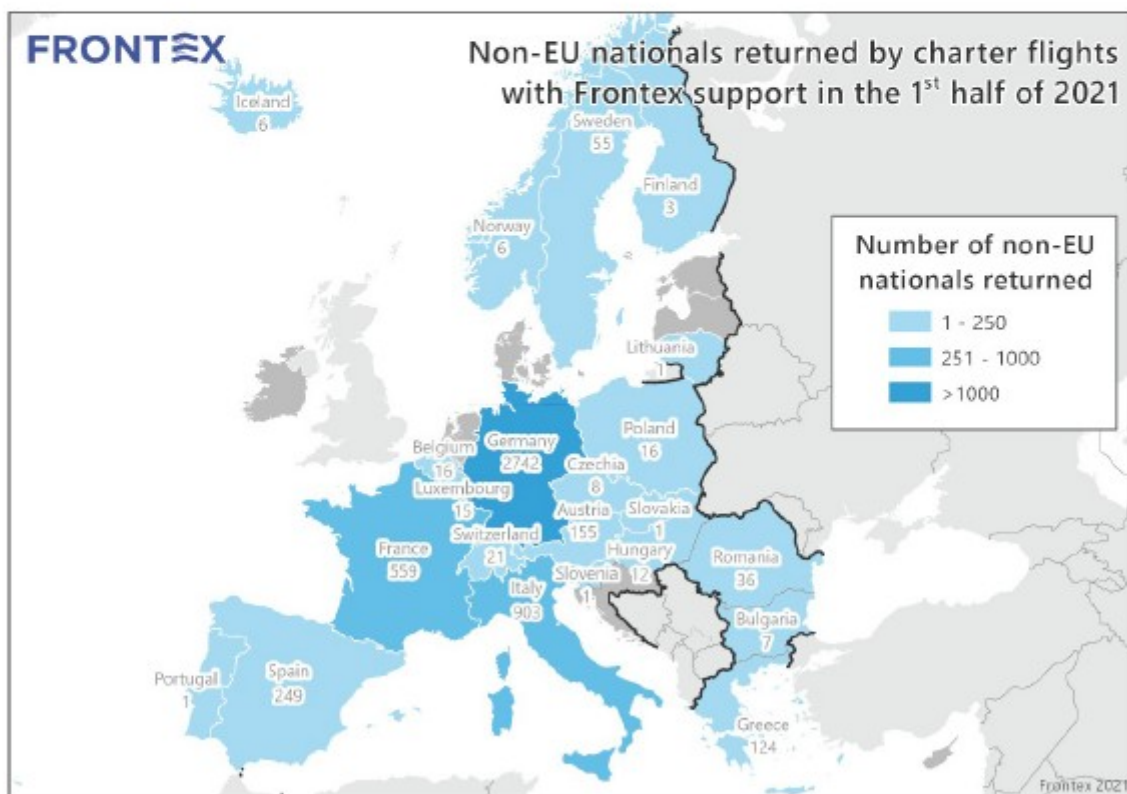 FRONTEX
Non-EU nationals returned by charter flights
with Frontex support in the 1st half of 2021
Iceland
6
Sweden
55
Finland
3
Norway
6
Number of non-EU
nationals returned
1 - 250
251 - 1000
>1000
Lithuania
1
Belgium
16
Germany
2742
Poland
16
Czechia
8
Luxembourg
15
Austria
155
Slovakia
1
Switzerland
21
France
559
Hungary
12
Romania
36
Slovenia
1
Italy
903
Bulgaria
7
Portugal
1
Spain
249
Greece
124
Frontex 2021